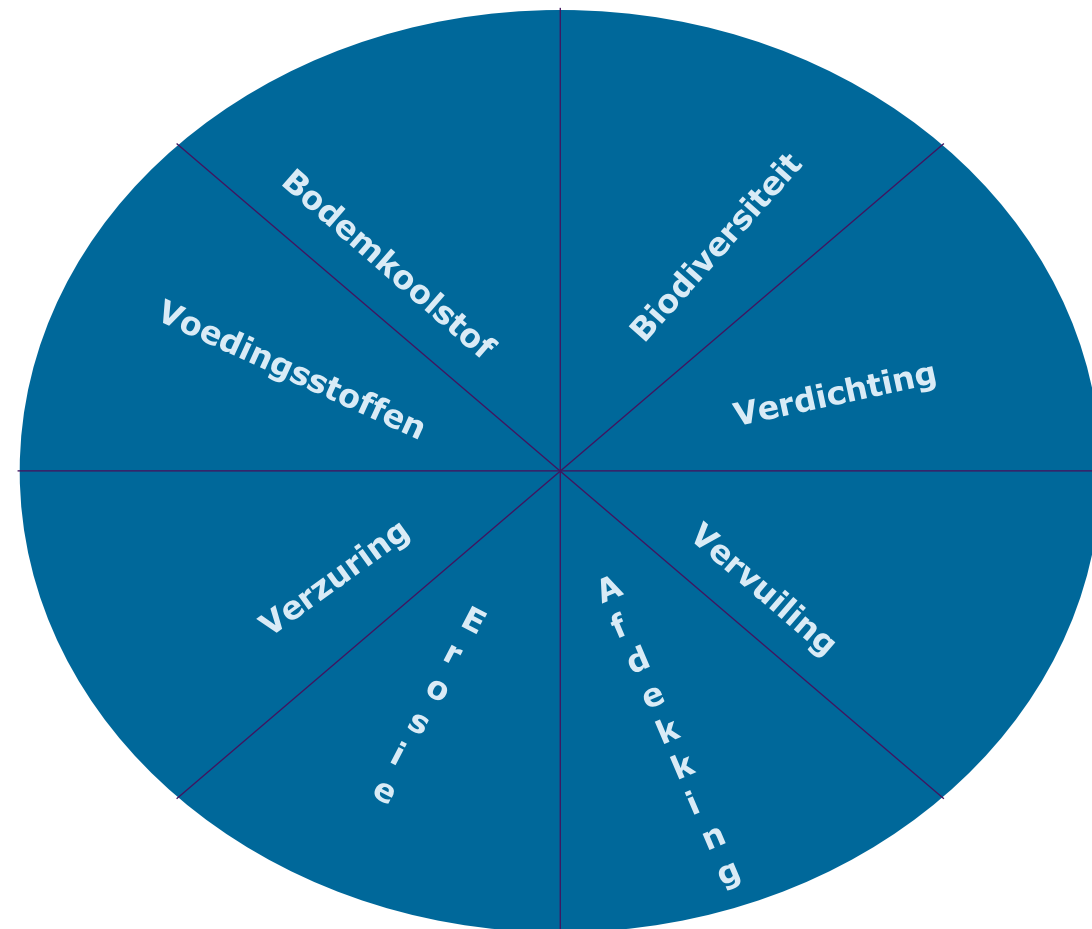 Bodemkoolstof
Biodiversiteit
Voedingsstoffen
Verdichting
Verzuring
Vervuiling
Erosie
Afdekking